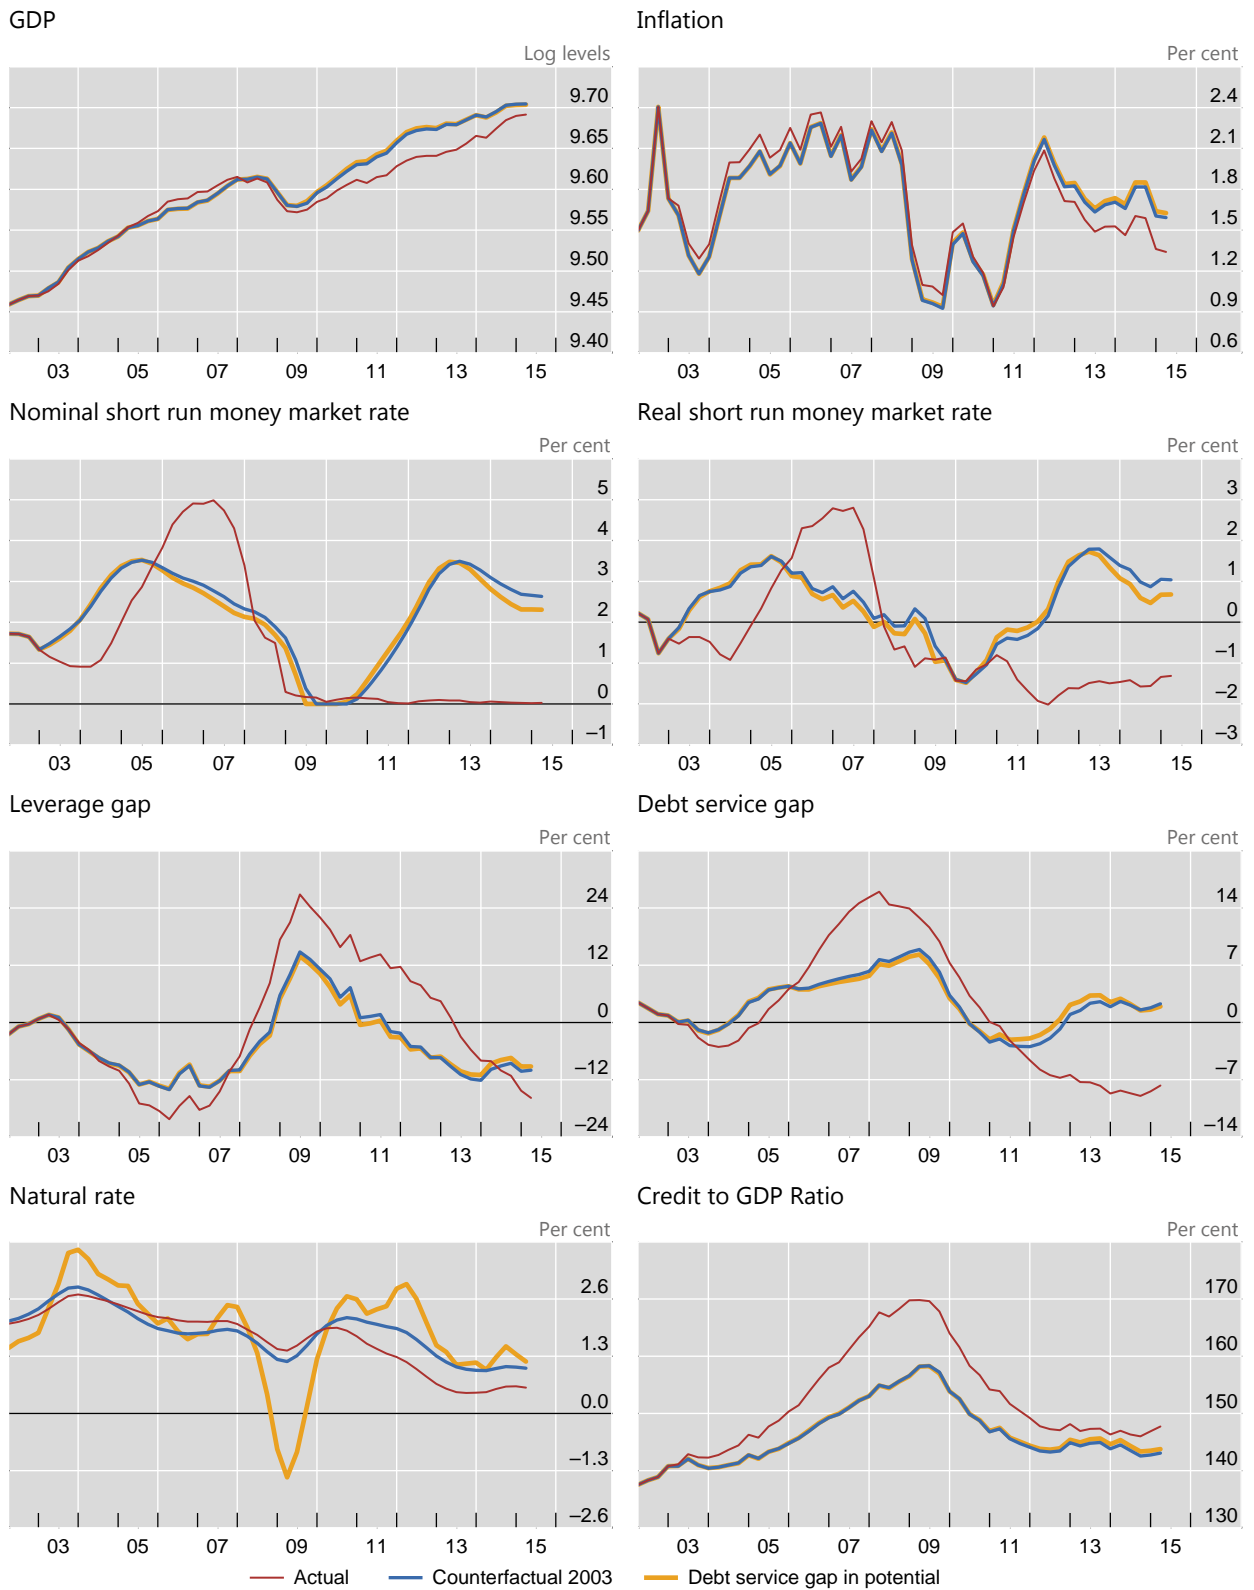 GDP
Log levels
9.70
9.65
9.60
9.55
9.50
9.45
9.40
03 05 07 09 11 13 15
Inflation
Per cent
2.4
2.1
1.8
1.5
1.2
0.9
0.6
03 05 07 09 11 13 15
Nominal short run money market rate
Per cent
5
4
3
2
1
0
–1
03 05 07 09 11 13 15
Real short run money market rate
Per cent
3
2
1
0
–1
–2
–3
03 05 07 09 11 13 15
Leverage gap
Per cent
24
12
0
–12
–24
03 05 07 09 11 13 15
Debt service gap
Per cent
14
7
0
–7
–14
03 05 07 09 11 13 15
Natural rate
Per cent
2.6
1.3
0.0
–1.3
–2.6
03 05 07 09 11 13 15
Credit to GDP Ratio
Per cent
170
160
150
140
130
03 05 07 09 11 13 15
Actual Counterfactual 2003 Debt service gap in potential